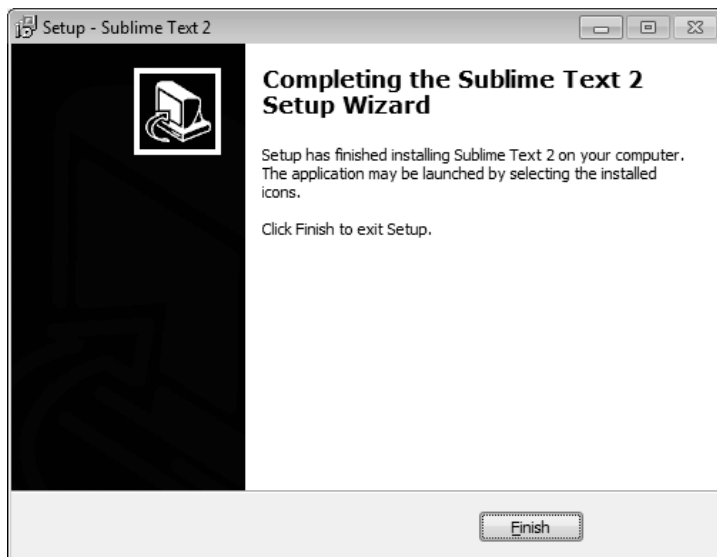 Setup - Sublime Text 2
Completing the Sublime Text 2
Setup Wizard
Setup has finished installing Sublime Text 2 on your computer.
The application may be launched by selecting the installed
icons.
Click Finish to exit Setup.
Finish